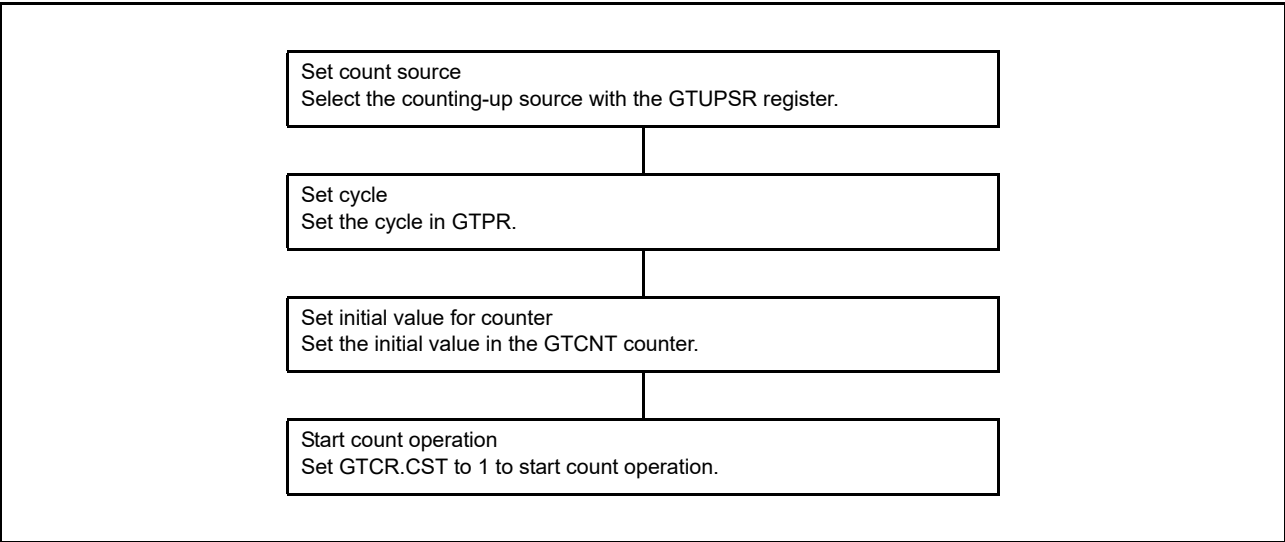 Set count source
Select the counting-up source with the GTUPSR register.
Set cycle
Set the cycle in GTPR.
Set initial value for counter
Set the initial value in the GTCNT counter.
Start count operation
Set GTCR.CST to 1 to start count operation.